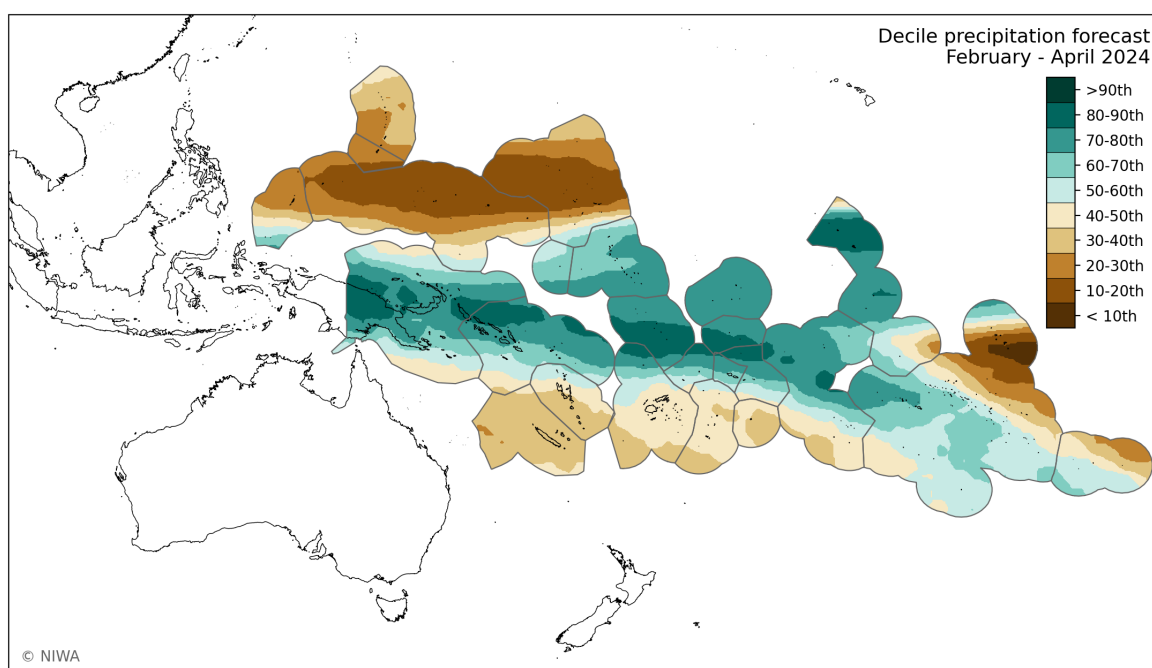 Decile precipitation forecast
February - April 2024
>90th
80-90th
70-80th
60-70th
50-60th
40-50th
30-40th
20-30th
10-20th
< 10th
© NIWA